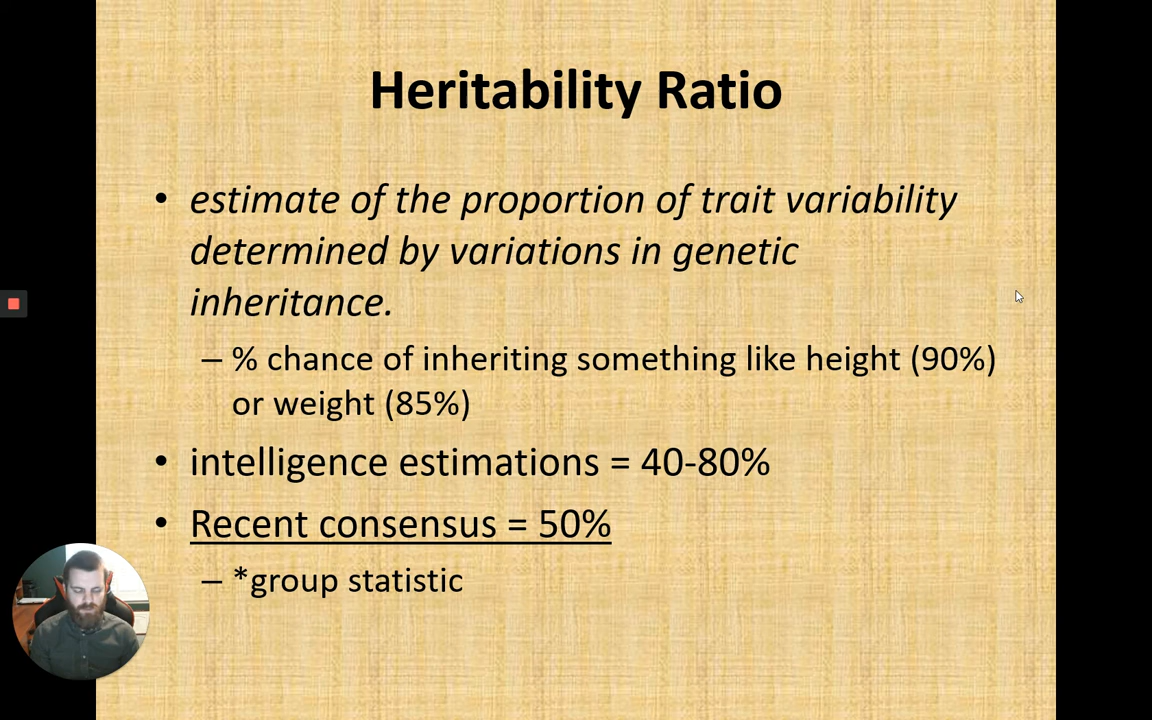 Heritability Ratio
• estimate of the proportion of trait variability
determined by variations in genetic
inheritance.
– % chance of inheriting something like height (90%)
or weight (85%)
• intelligence estimations = 40-80%
• Recent consensus = 50%
– *group statistic